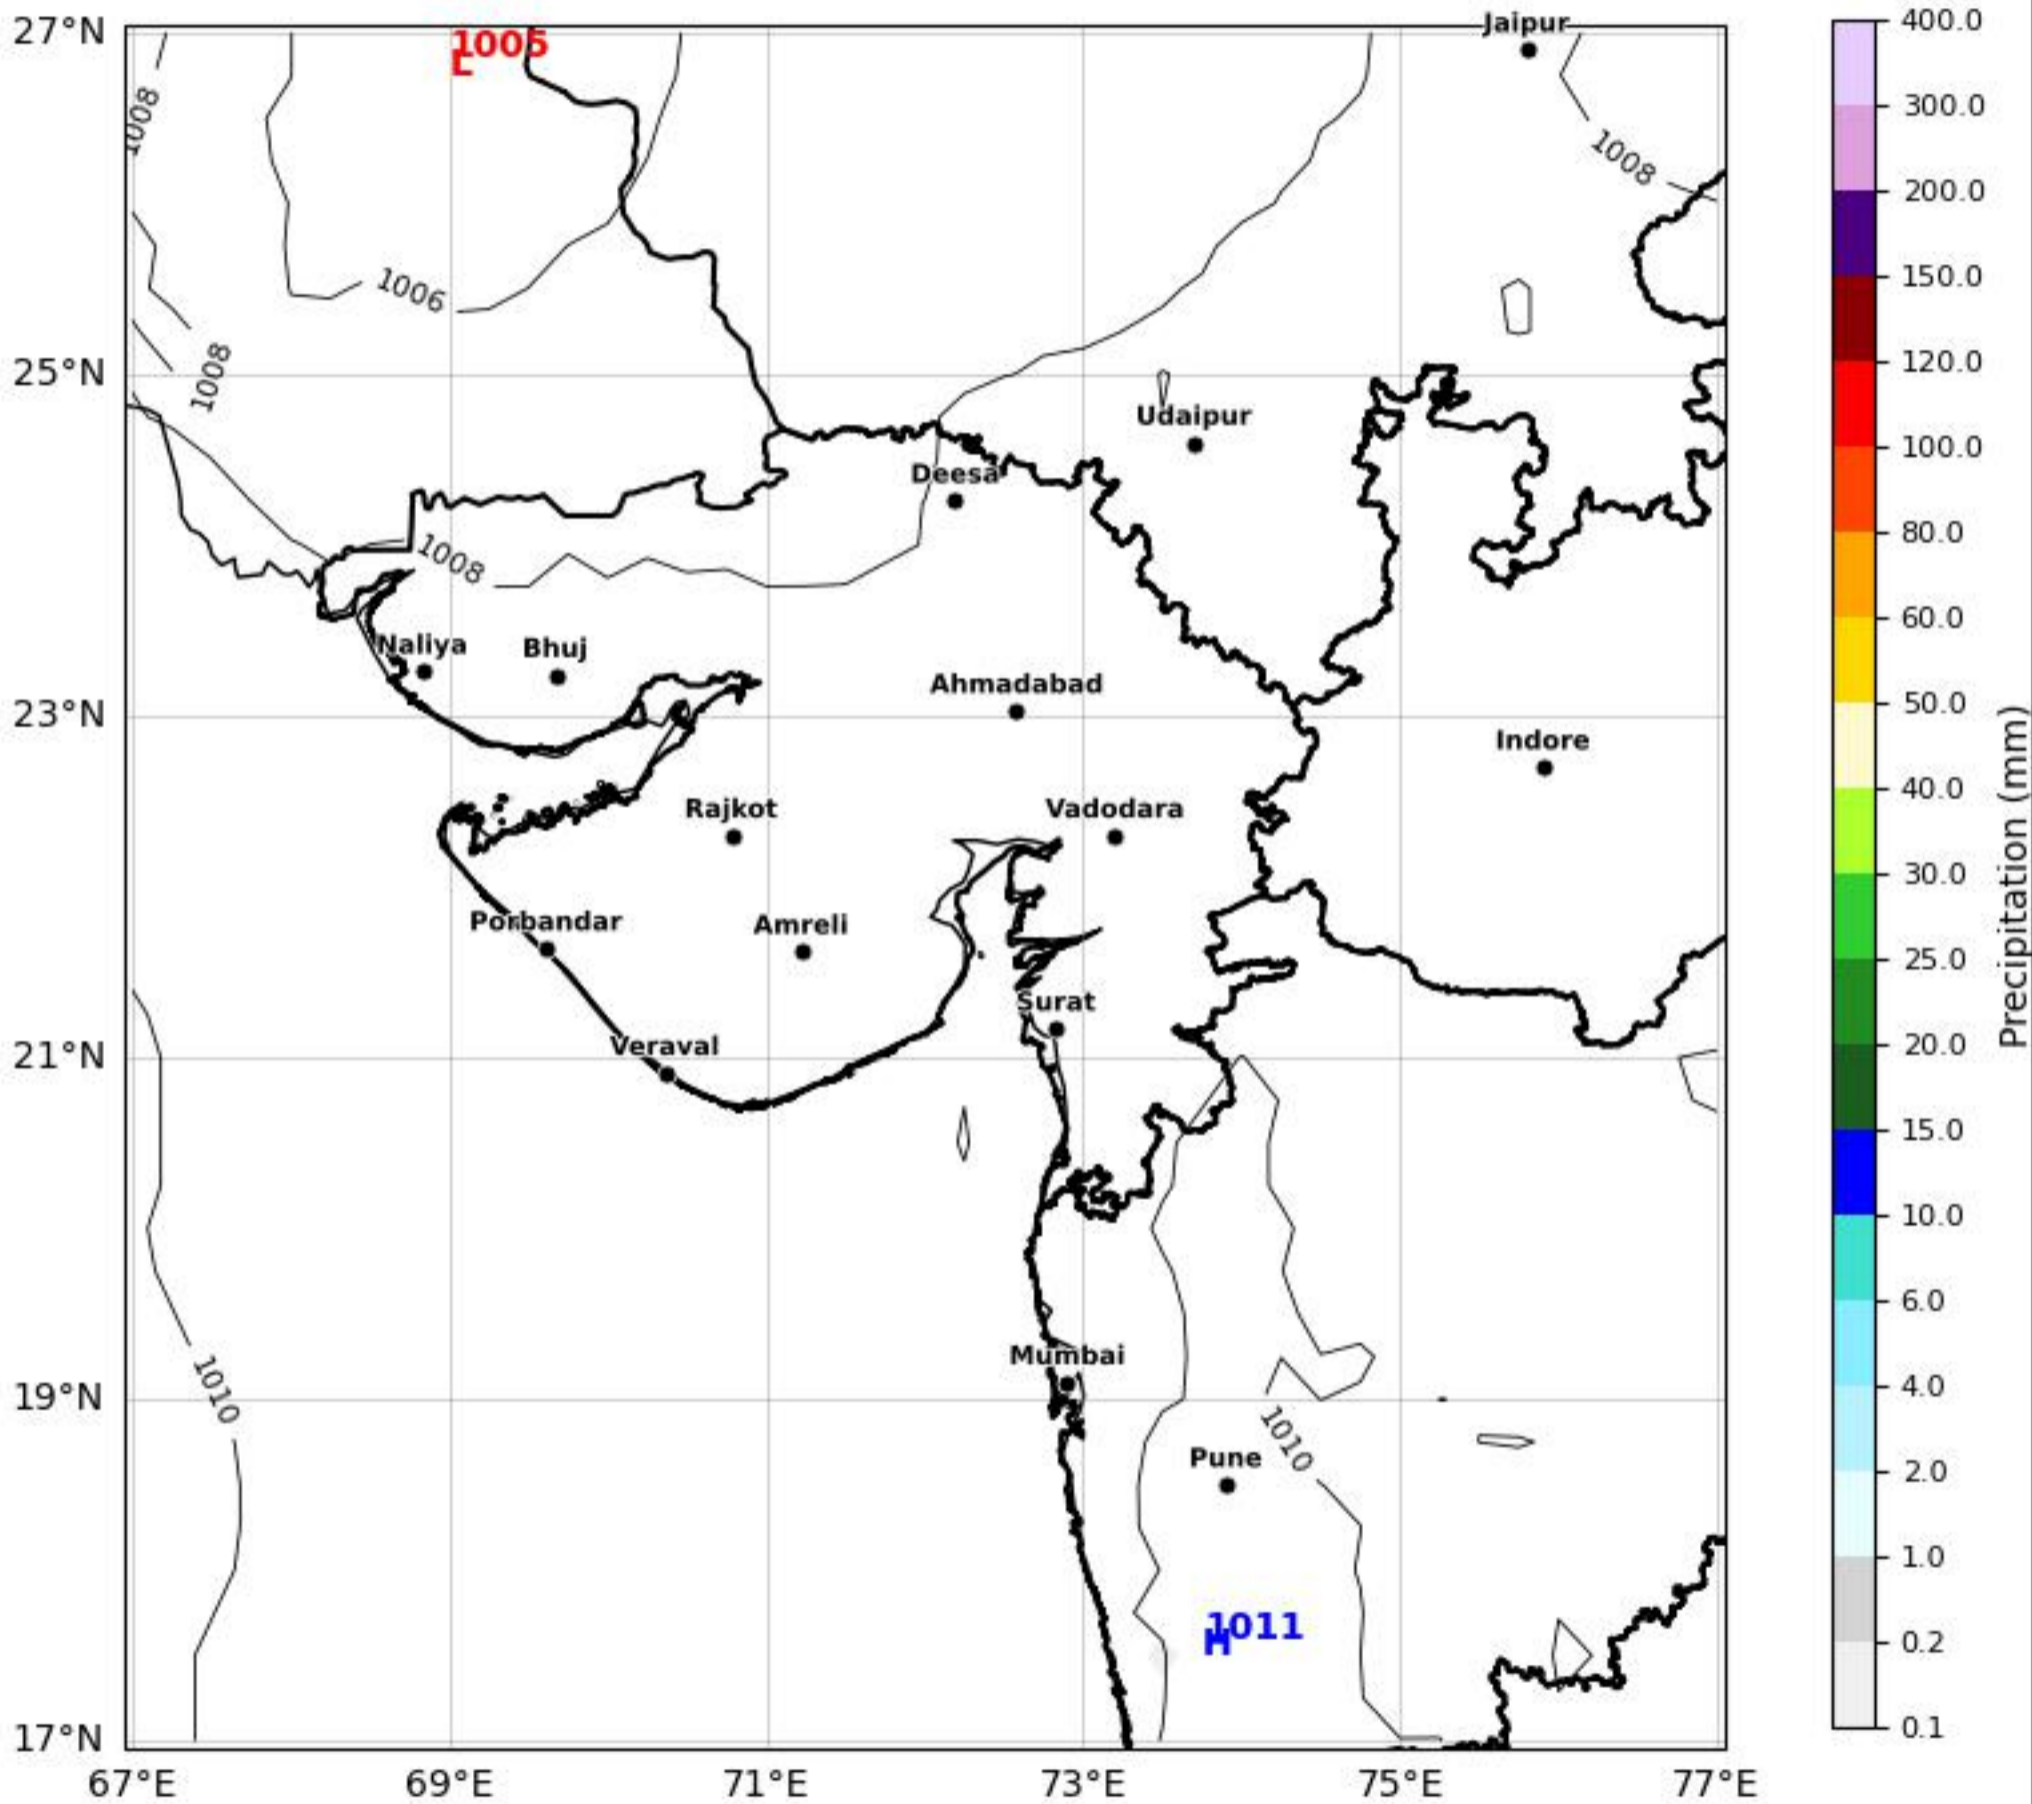 27°N
25°N
23°N
21°N
19°N
17°N
67°E
69°E
71°E
73°E
75°E
77°E
1005
L
Jaipur
1008
1008
1006
1008
Udaipur
Deesa
1008
Naliya
Bhuj
Ahmadabad
Indore
Rajkot
Vadodara
Porbandar
Amreli
Surat
Veraval
Mumbai
1010
1010
Pune
1011
H
400.0
300.0
200.0
150.0
120.0
100.0
80.0
60.0
50.0
40.0
30.0
25.0
20.0
15.0
10.0
6.0
4.0
2.0
1.0
0.2
0.1
Precipitation (mm)